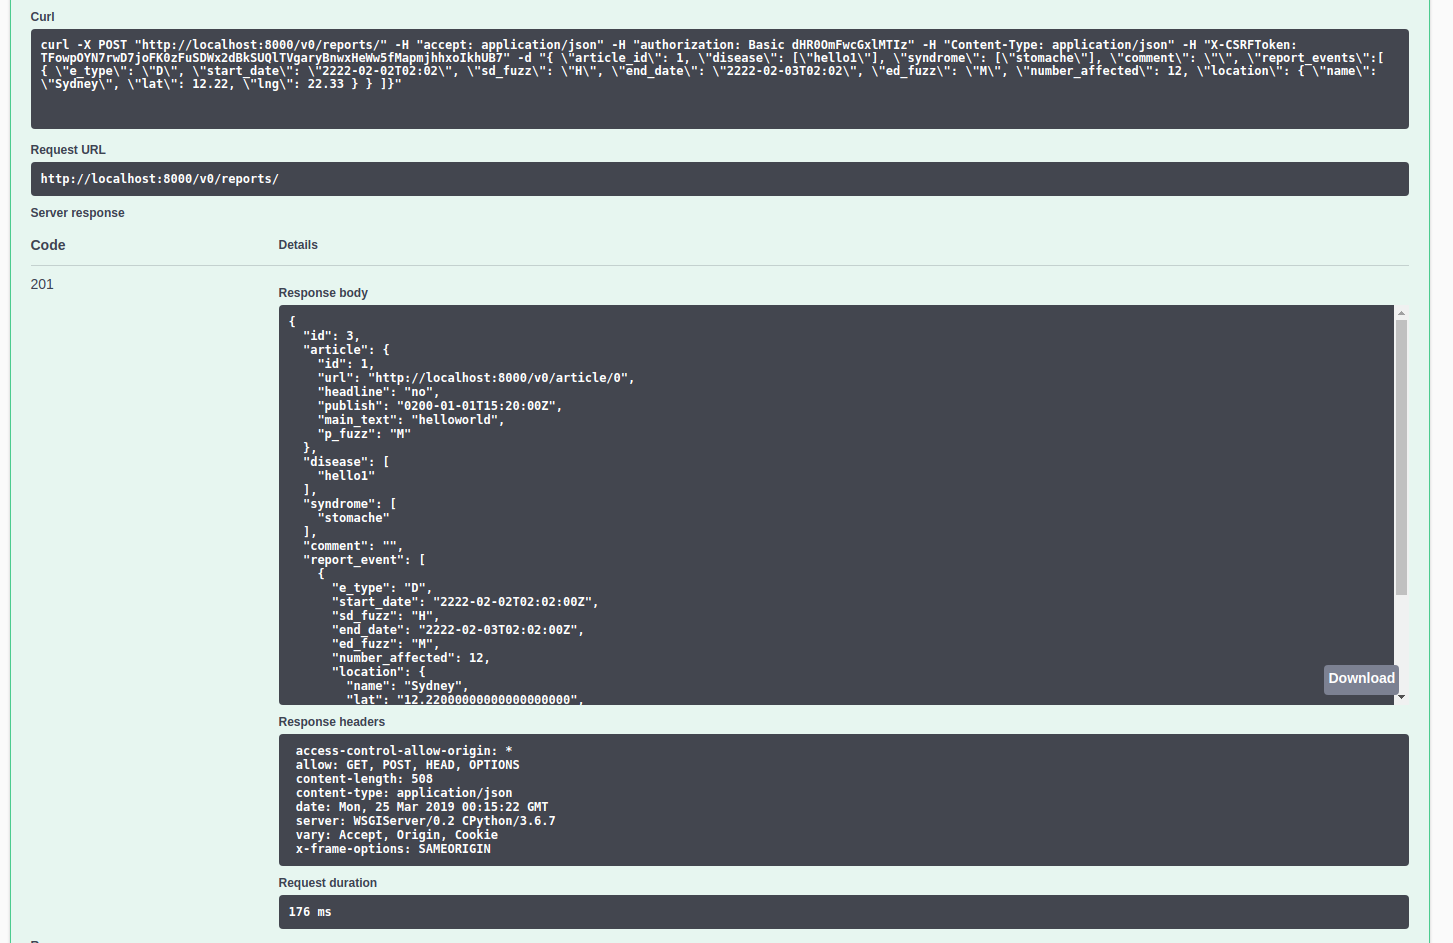 Curl
curl -X POST "http://localhost:8000/v0/reports/" -H "accept: application/json" -H "authorization: Basic dHR0OmFwcGxlMTIz" -H "Content-Type: application/json" -H "X-CSRFToken:
TFowpOYN7rwD7joFK0zFuSDWx2dBkSUQlTVgaryBnwxHeWw5fMapmjhhxoIkhUB7" -d "{ \"article_id\": 1, \"disease\": [\"hello1\"], \"syndrome\": [\"stomache\"], \"comment\": \"\", \"report_events\":[
{ \"e_type\": \"D\", \"start_date\": \"2222-02-02T02:02\", \"sd_fuzz\": \"H\", \"end_date\": \"2222-02-03T02:02\", \"ed_fuzz\": \"M\", \"number_affected\": 12, \"location\": { \"name\":
\"Sydney\", \"lat\": 12.22, \"lng\": 22.33 } } ]}"
Request URL
http://localhost:8000/v0/reports/
Server response
Code Details
201
Response body
{
"id": 3,
"article": {
"id": 1,
"url": "http://localhost:8000/v0/article/0",
"headline": "no",
"publish": "0200-01-01T15:20:00Z",
"main_text": "helloworld",
"p_fuzz": "M"
},
"disease": [
"hello1"
],
"syndrome": [
"stomache"
],
"comment": "",
"report_event": [
{
"e_type": "D",
"start_date": "2222-02-02T02:02:00Z",
"sd_fuzz": "H",
"end_date": "2222-02-03T02:02:00Z",
"ed_fuzz": "M",
"number_affected": 12,
"location": {
"name": "Sydney",
"lat": "12.22000000000000000000",
Download
Response headers
access-control-allow-origin: *
allow: GET, POST, HEAD, OPTIONS
content-length: 508
content-type: application/json
date: Mon, 25 Mar 2019 00:15:22 GMT
server: WSGIServer/0.2 CPython/3.6.7
vary: Accept, Origin, Cookie
x-frame-options: SAMEORIGIN
Request duration
176 ms